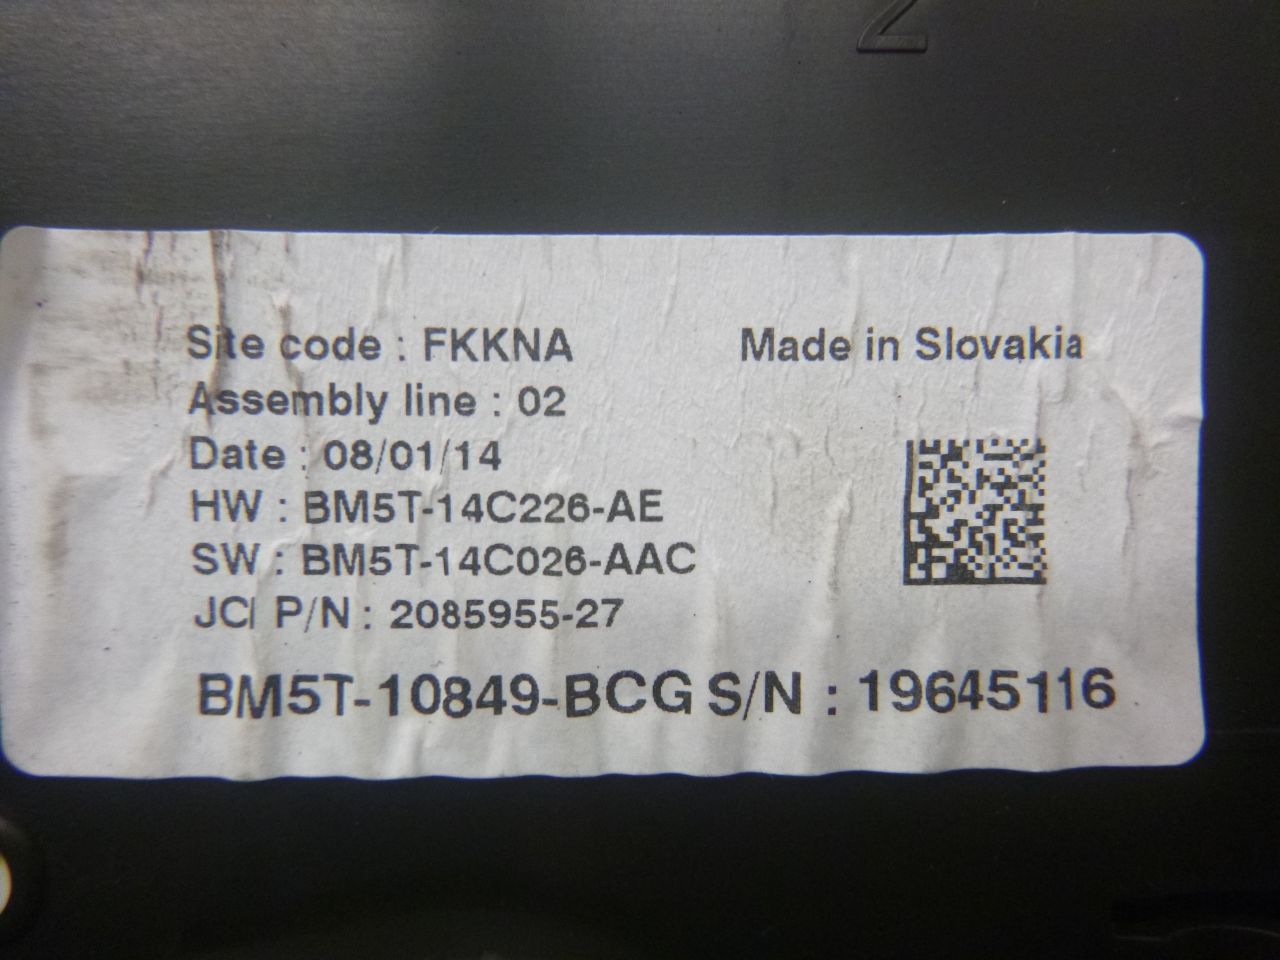 2
Site code : FKKNA Made in Slovakia
Assembly line : 02
Date : 08/01/14
HW : BM5T-14C226-AE
SW : BM5T-14C026-AAC
JCI P/N : 2085955-27
BM5T-10849-BCG S/N : 19645116